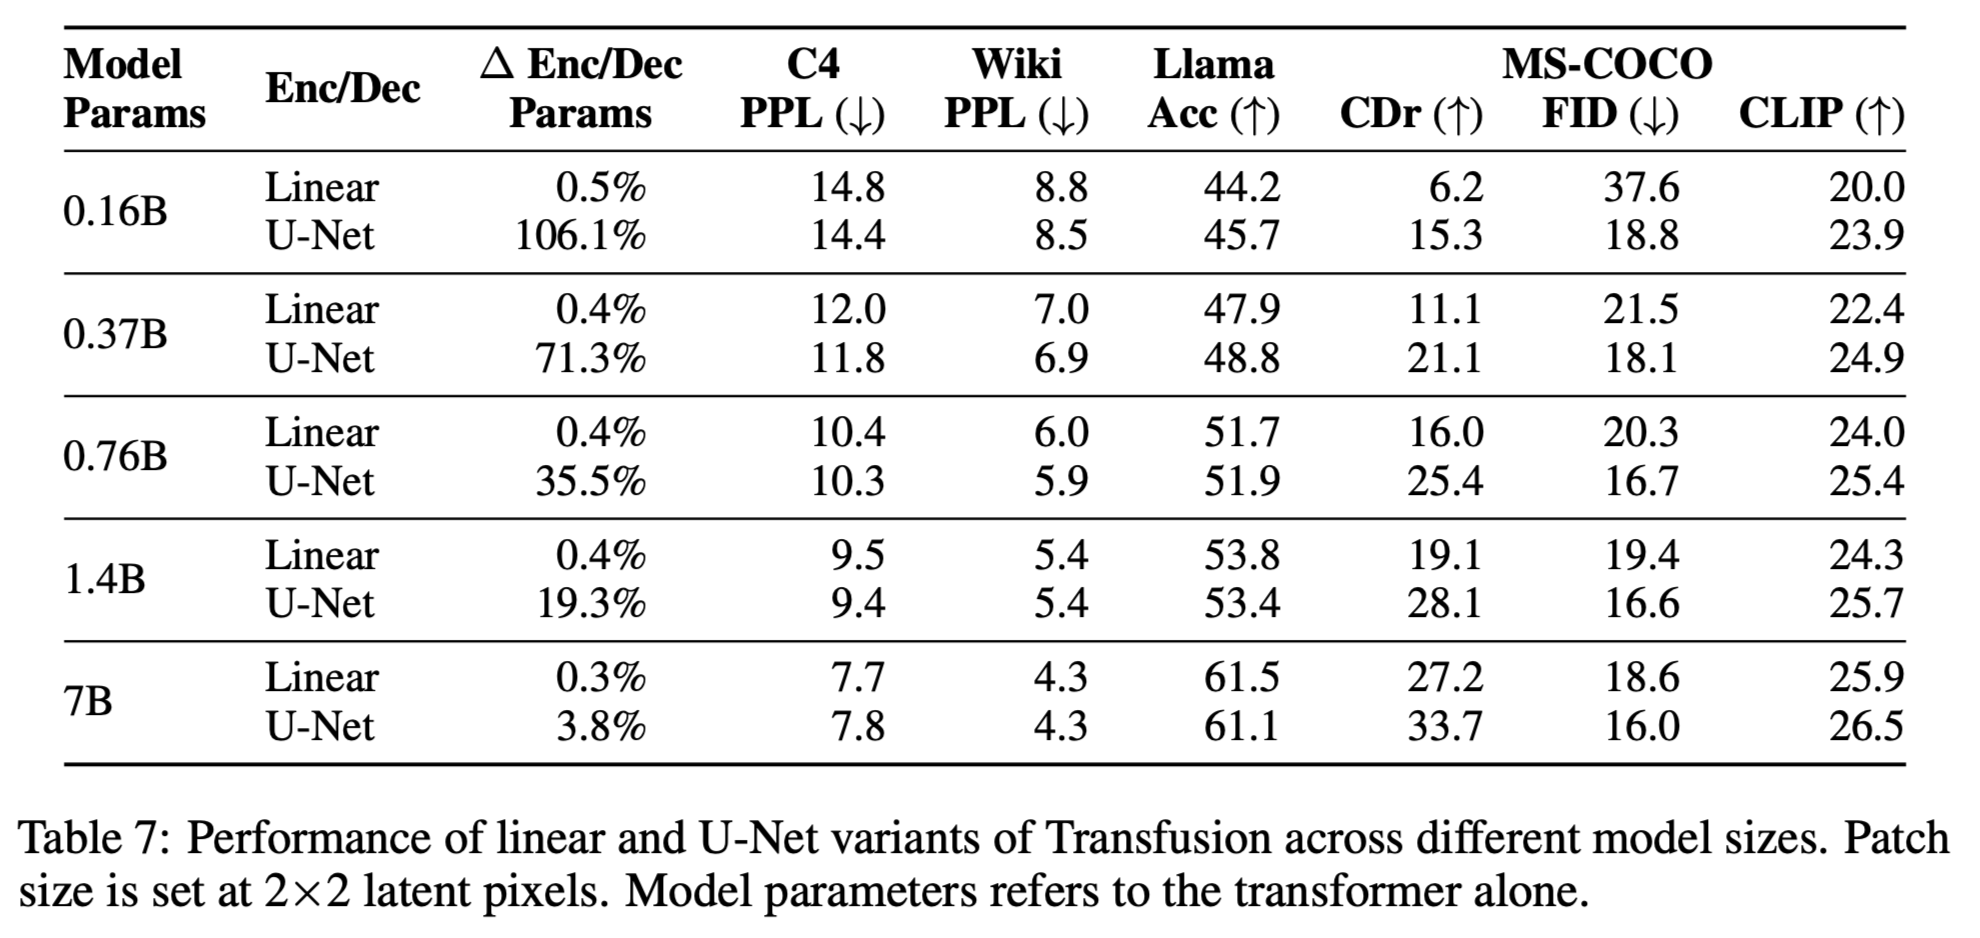 Model Params Enc/Dec Δ Enc/Dec Params C4 PPL (↓) Wiki PPL (↓) Llama Acc (↑) MS-COCO CDr (↑) FID (↓) CLIP (↑)
0.16B Linear 0.5% 14.8 8.8 44.2 6.2 37.6 20.0
U-Net 106.1% 14.4 8.5 45.7 15.3 18.8 23.9
0.37B Linear 0.4% 12.0 7.0 47.9 11.1 21.5 22.4
U-Net 71.3% 11.8 6.9 48.8 21.1 18.1 24.9
0.76B Linear 0.4% 10.4 6.0 51.7 16.0 20.3 24.0
U-Net 35.5% 10.3 5.9 51.9 25.4 16.7 25.4
1.4B Linear 0.4% 9.5 5.4 53.8 19.1 19.4 24.3
U-Net 19.3% 9.4 5.4 53.4 28.1 16.6 25.7
7B Linear 0.3% 7.7 4.3 61.5 27.2 18.6 25.9
U-Net 3.8% 7.8 4.3 61.1 33.7 16.0 26.5
Table 7: Performance of linear and U-Net variants of Transfusion across different model sizes. Patch
size is set at 2×2 latent pixels. Model parameters refers to the transformer alone.